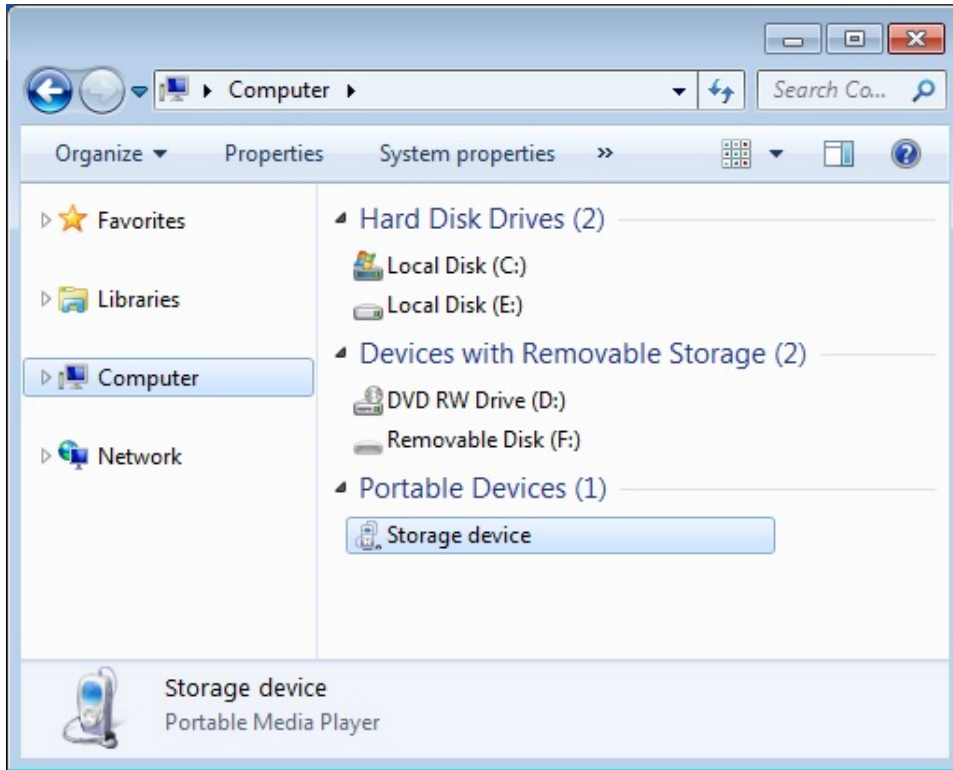 Computer
Search Co...
Organize Properties System properties »
Favorites
Libraries
Computer
Network
Hard Disk Drives (2)
Local Disk (C:)
Local Disk (E:)
Devices with Removable Storage (2)
DVD RW Drive (D:)
Removable Disk (F:)
Portable Devices (1)
Storage device
Storage device
Portable Media Player